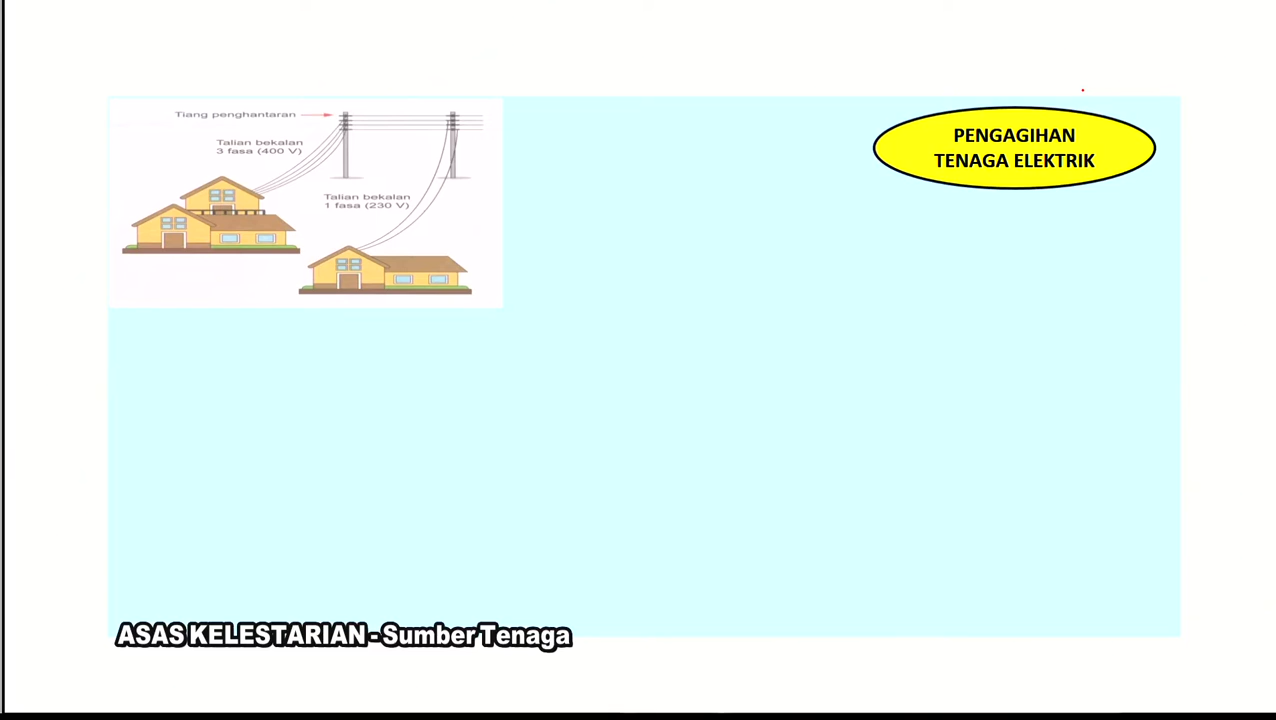 Tiang penghantaran
Talian bekalan
3 fasa (400 V)
Talian bekalan
1 fasa (230 V)
PENGAGIHAN
TENAGA ELEKTRIK
ASAS KELESTARIAN - Sumber Tenaga